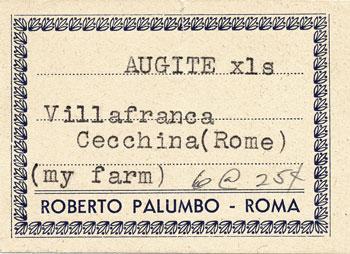 AUGITE xls
Villafranca
Cecchina(Rome)
(my farm) 6 @ 25¢
ROBERTO PALUMBO - ROMA